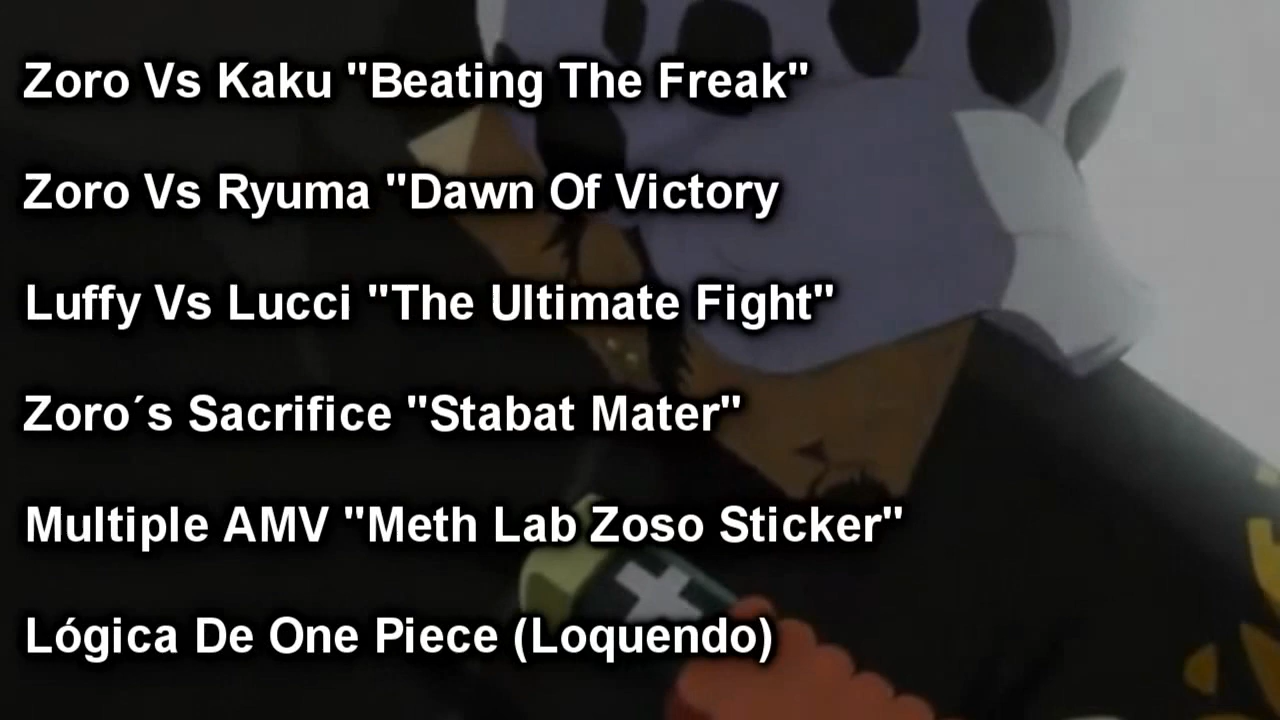 Zoro Vs Kaku "Beating The Freak"
Zoro Vs Ryuma "Dawn Of Victory
Luffy Vs Lucci "The Ultimate Fight"
Zoro´s Sacrifice "Stabat Mater"
Multiple AMV "Meth Lab Zoso Sticker"
Lógica De One Piece (Loquendo)